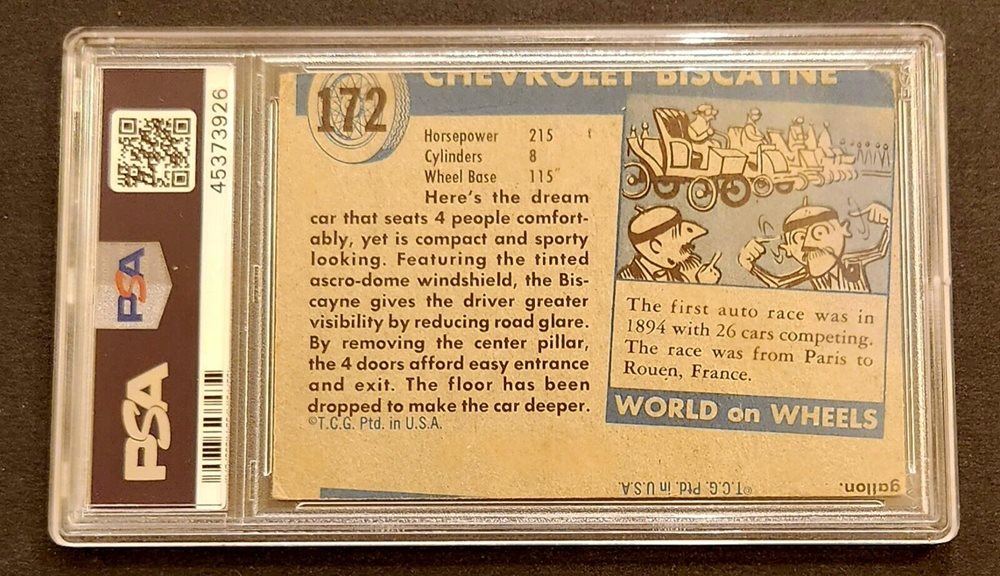 PSA
PSA
45373926
172
CHEVROLET BISCAYNE
Horsepower 215
Cylinders 8
Wheel Base 115"
Here's the dream
car that seats 4 people comfort-
ably, yet is compact and sporty
looking. Featuring the tinted
ascro-dome windshield, the Bis-
cayne gives the driver greater
visibility by reducing road glare.
By removing the center pillar,
the 4 doors afford easy entrance
and exit. The floor has been
dropped to make the car deeper.
©T.C.G. Ptd. in U.S.A.
The first auto race was in
1894 with 26 cars competing.
The race was from Paris to
Rouen, France.
WORLD on WHEELS
gallon.
©T.C.G. Ptd. in U.S.A.